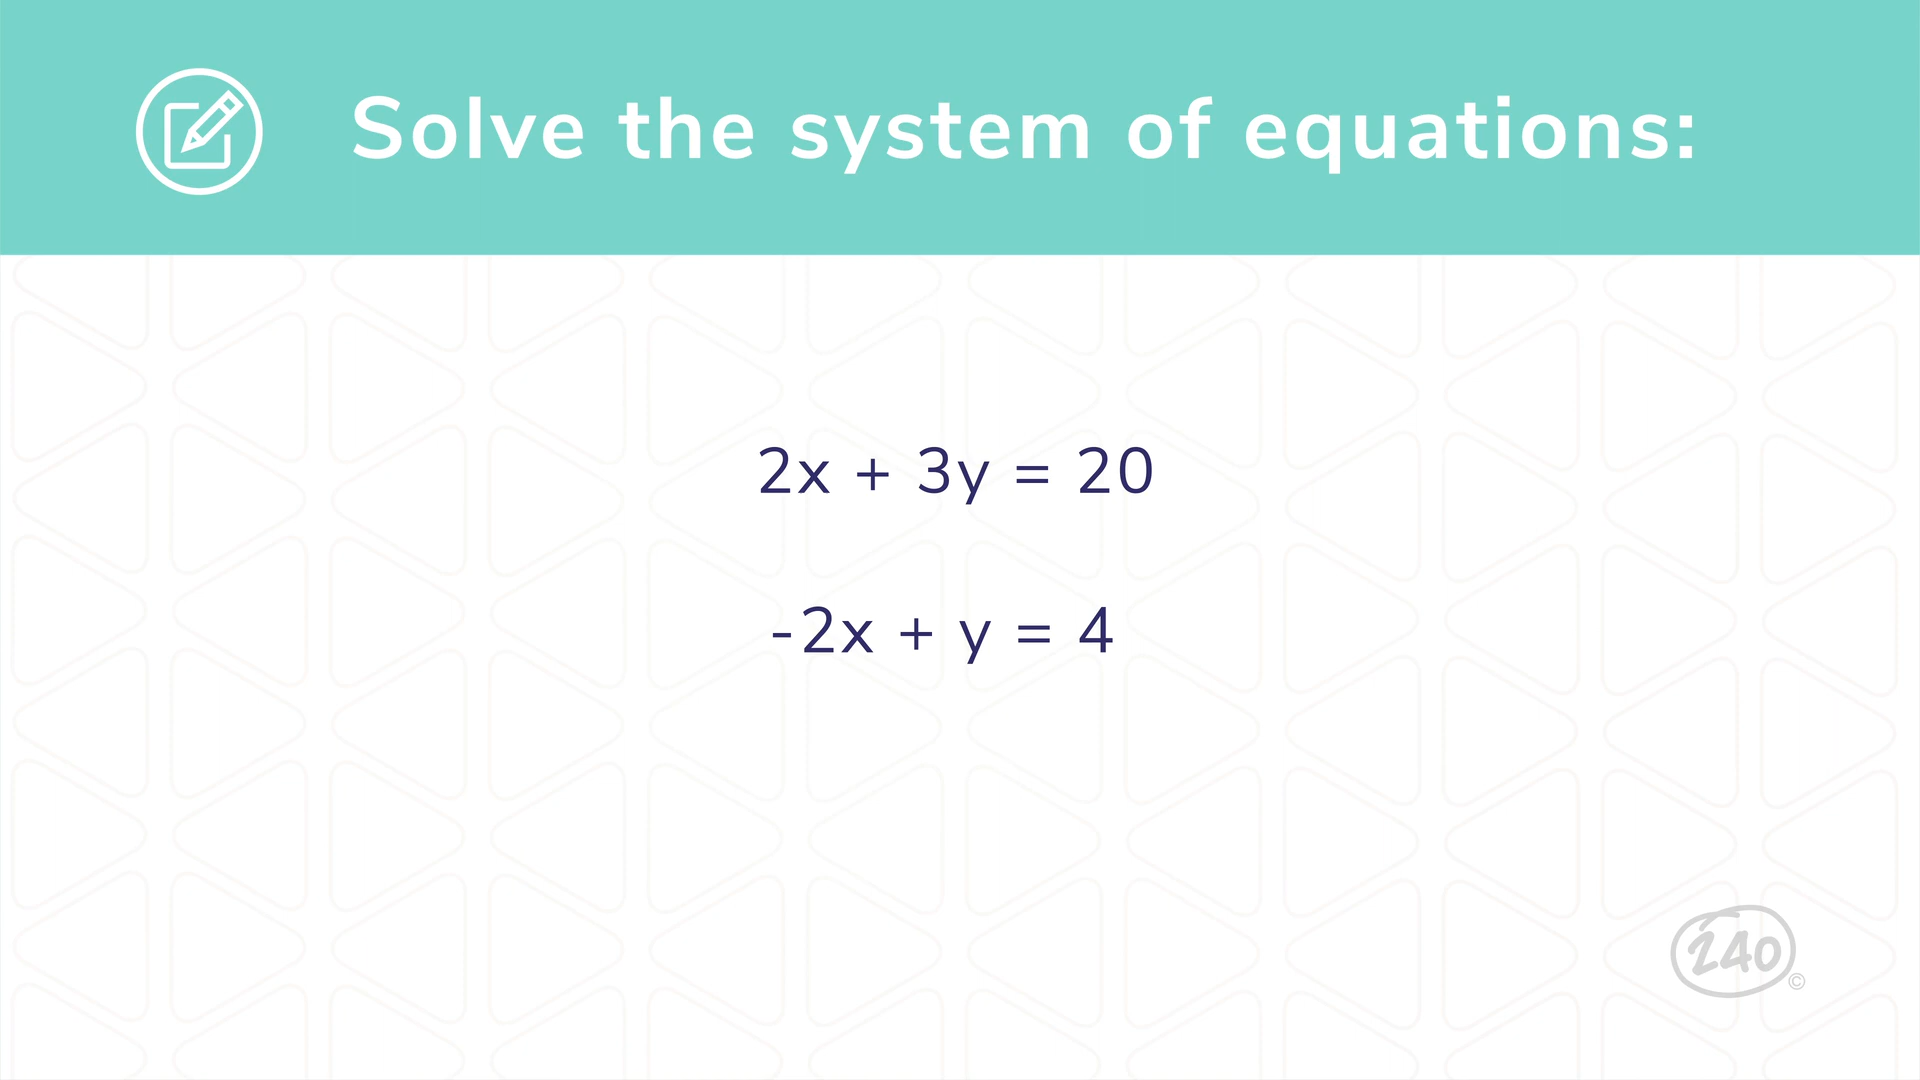 Solve the system of equations:
2x + 3y = 20
-2x + y = 4
240
©